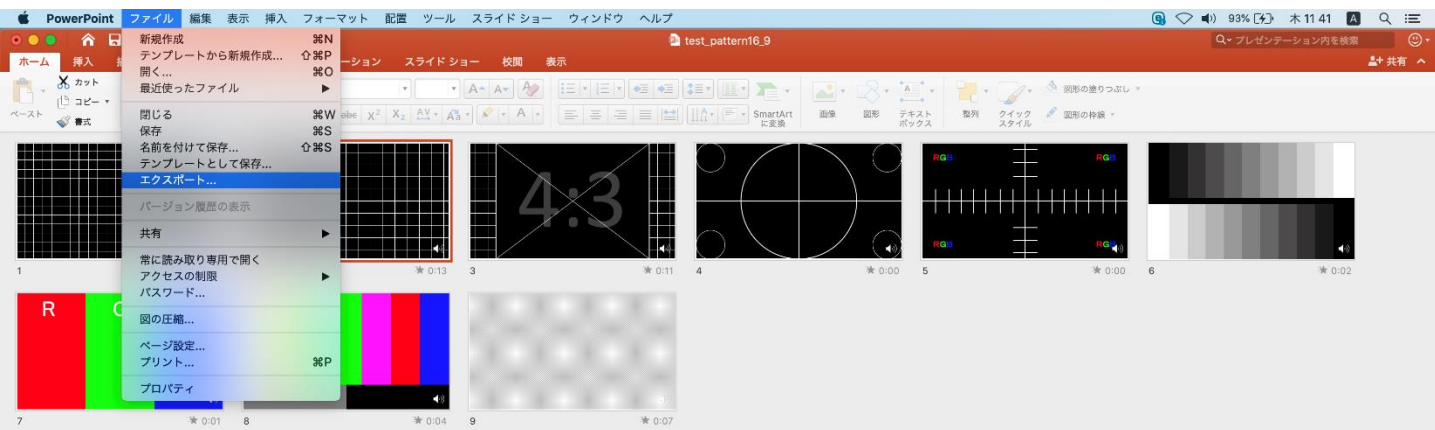 PowerPoint ファイル 編集 表示 挿入 フォーマット 配置 ツール スライド ショー ウィンドウ ヘルプ 93% 木 11 41 A
test_pattern16_9
プレゼンテーション内を検索
ホーム 挿入 ーション スライド ショー 校閲 表示 共有
新規作成 ⌘N
テンプレートから新規作成... ⇧⌘P
開く... ⌘O
最近使ったファイル ▶
閉じる ⌘W
保存 ⌘S
名前を付けて保存... ⇧⌘S
テンプレートとして保存...
エクスポート...
バージョン履歴の表示
共有 ▶
常に読み取り専用で開く
アクセスの制限 ▶
パスワード...
図の圧縮...
ページ設定...
プリント... ⌘P
プロパティ
ペースト
カット
コピー
書式
abc X² X₂ AV Aa A
A A
SmartArt
に変換
画像
図形
テキスト
ボックス
整列
クイック
スタイル
図形の塗りつぶし
図形の枠線
4:3
RGB RGB
RGB RGB
1
0:13
3 0:11
4 0:00
5 0:00
6 0:02
R
7 0:01
8 0:04
9 0:07